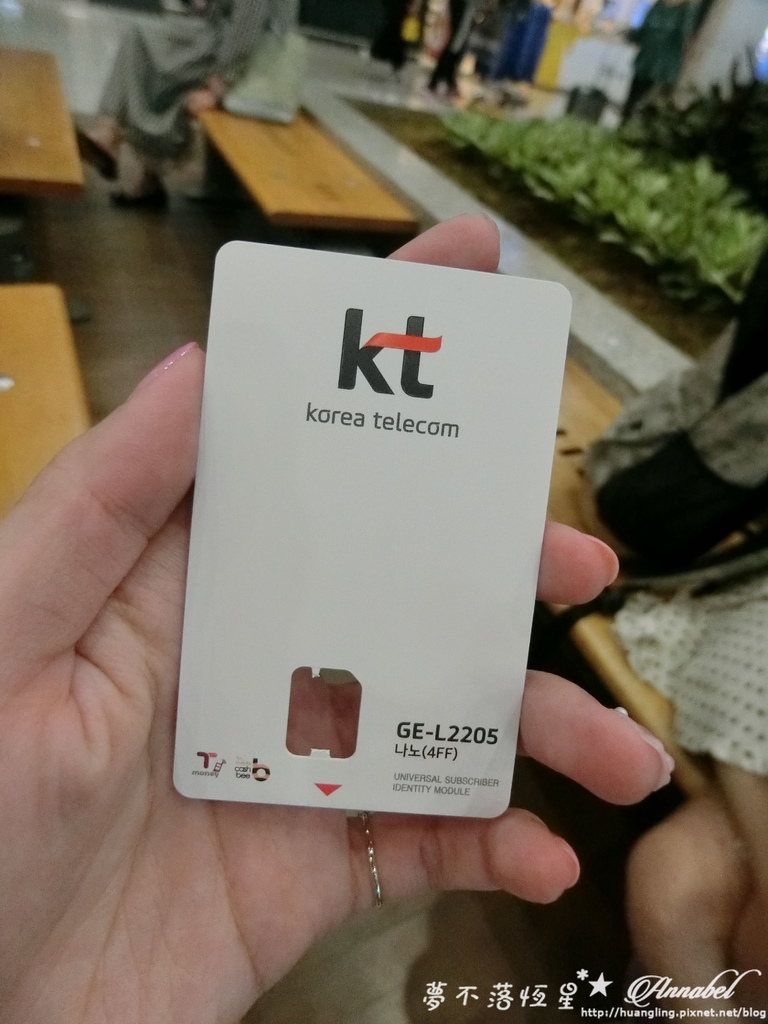 kt
korea telecom
GE-L2205
나노(4FF)
T money
cash bee b
UNIVERSAL SUBSCRIBER
IDENTITY MODULE
夢不落恆星*★ Annabel
http://huangling.pixnet.net/blog